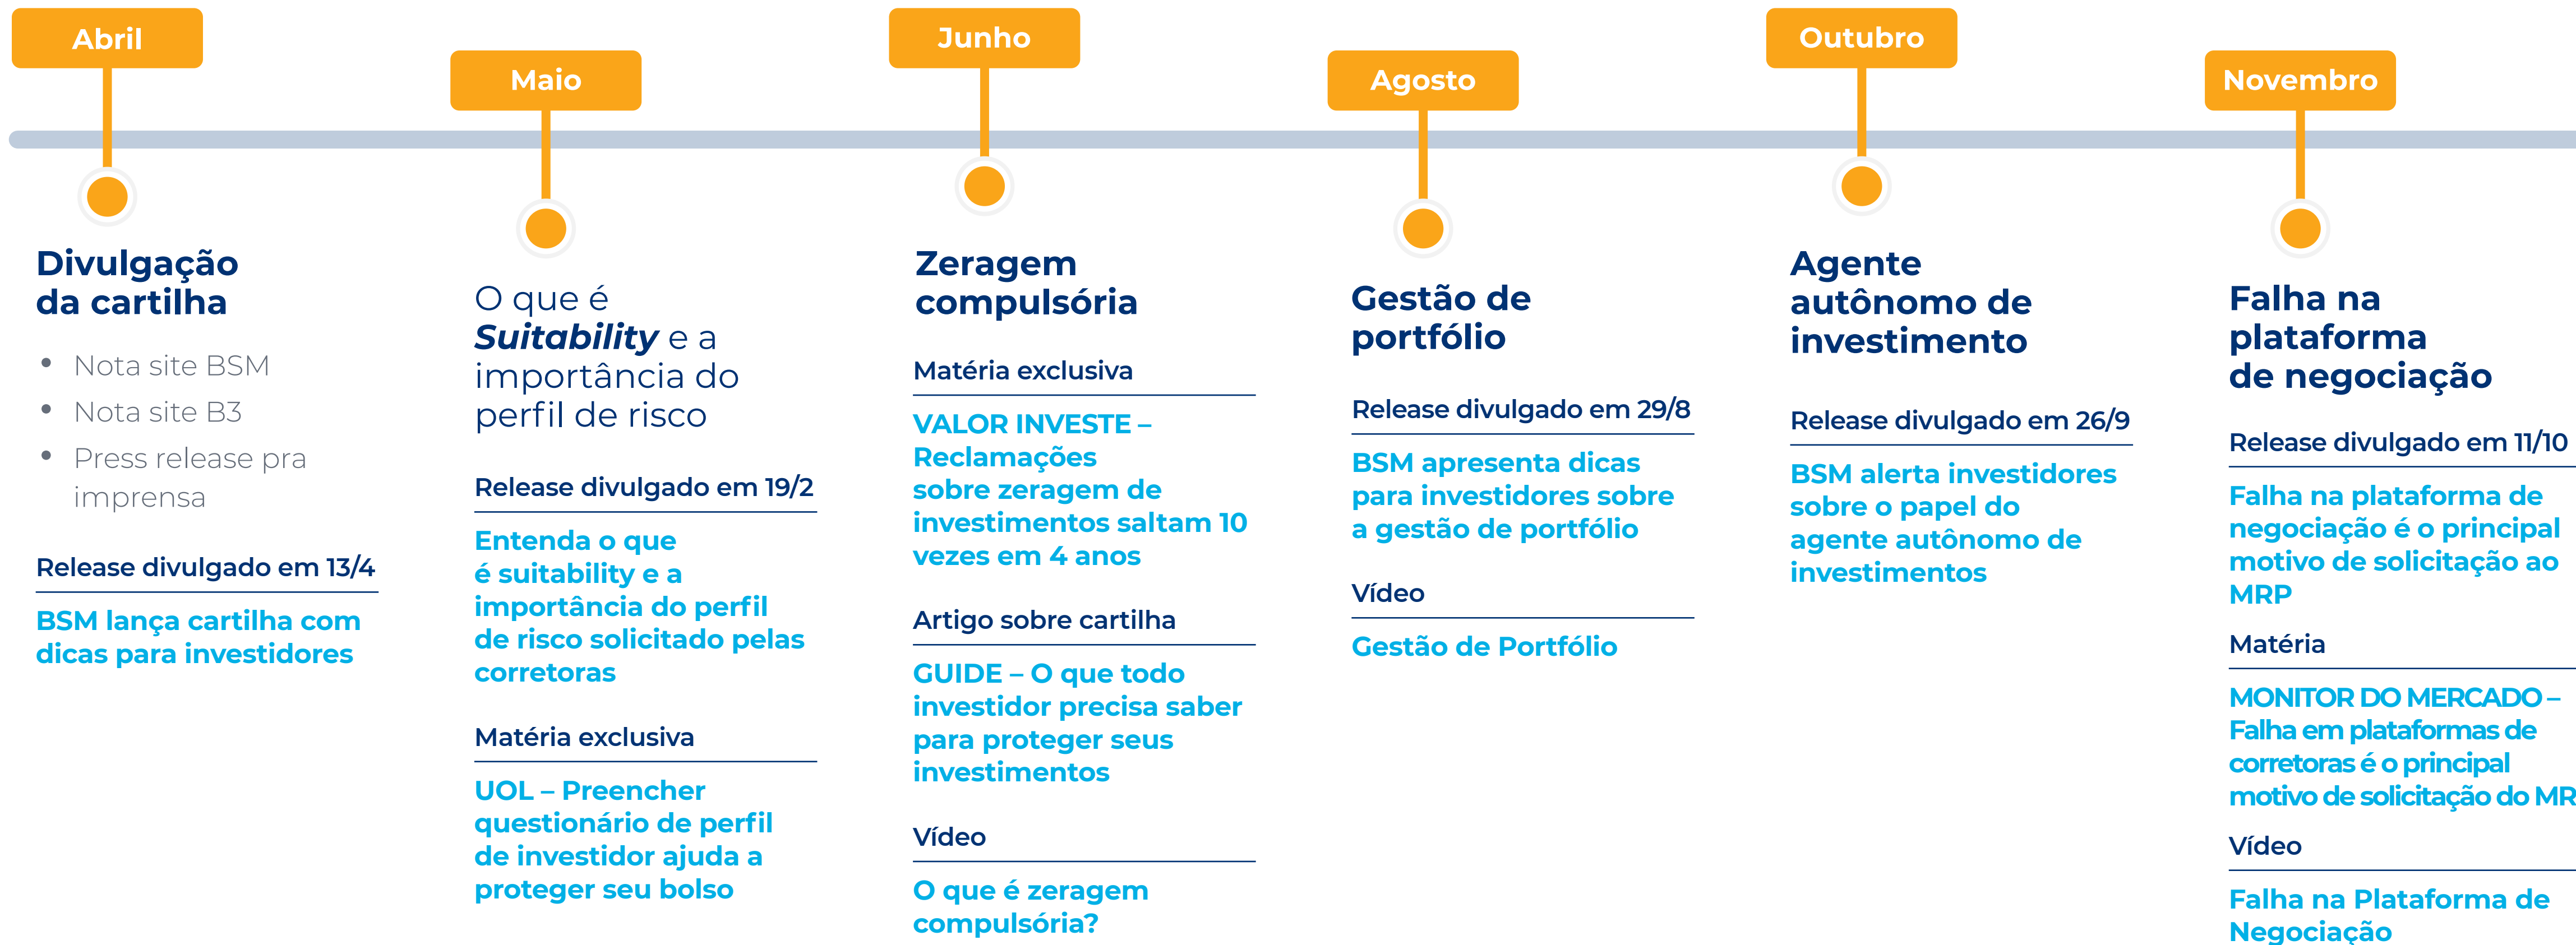 Abril
Divulgação
da cartilha
• Nota site BSM
• Nota site B3
• Press release pra
imprensa
Release divulgado em 13/4
BSM lança cartilha com
dicas para investidores
Maio
O que é
Suitability e a
importância do
perfil de risco
Release divulgado em 19/2
Entenda o que
é suitability e a
importância do perfil
de risco solicitado pelas
corretoras
Matéria exclusiva
UOL – Preencher
questionário de perfil
de investidor ajuda a
proteger seu bolso
Junho
Zeragem
compulsória
Matéria exclusiva
VALOR INVESTE –
Reclamações
sobre zeragem de
investimentos saltam 10
vezes em 4 anos
Artigo sobre cartilha
GUIDE – O que todo
investidor precisa saber
para proteger seus
investimentos
Vídeo
O que é zeragem
compulsória?
Agosto
Gestão de
portfólio
Release divulgado em 29/8
BSM apresenta dicas
para investidores sobre
a gestão de portfólio
Vídeo
Gestão de Portfólio
Outubro
Agente
autônomo de
investimento
Release divulgado em 26/9
BSM alerta investidores
sobre o papel do
agente autônomo de
investimentos
Novembro
Falha na
plataforma
de negociação
Release divulgado em 11/10
Falha na plataforma de
negociação é o principal
motivo de solicitação ao
MRP
Matéria
MONITOR DO MERCADO –
Falha em plataformas de
corretoras é o principal
motivo de solicitação do MR
Vídeo
Falha na Plataforma de
Negociação